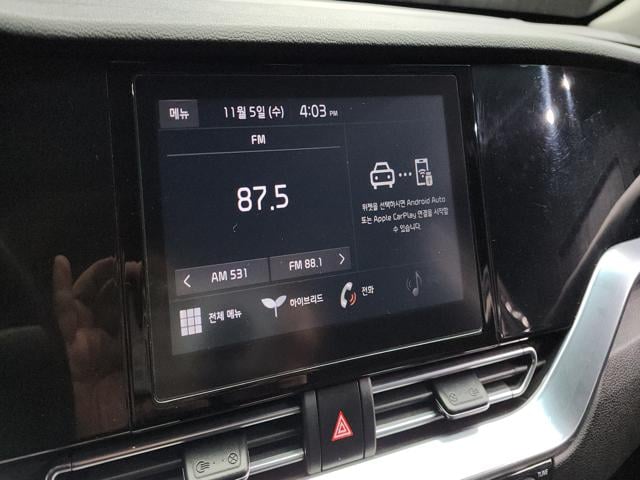 메뉴
11월 5일 (수) 4:03 PM
FM
87.5
위젯을 선택하시면 Android Auto
또는 Apple CarPlay 연결을 시작할
수 있습니다.
AM 531
FM 88.1
전체 메뉴
하이브리드
전화
TUNE